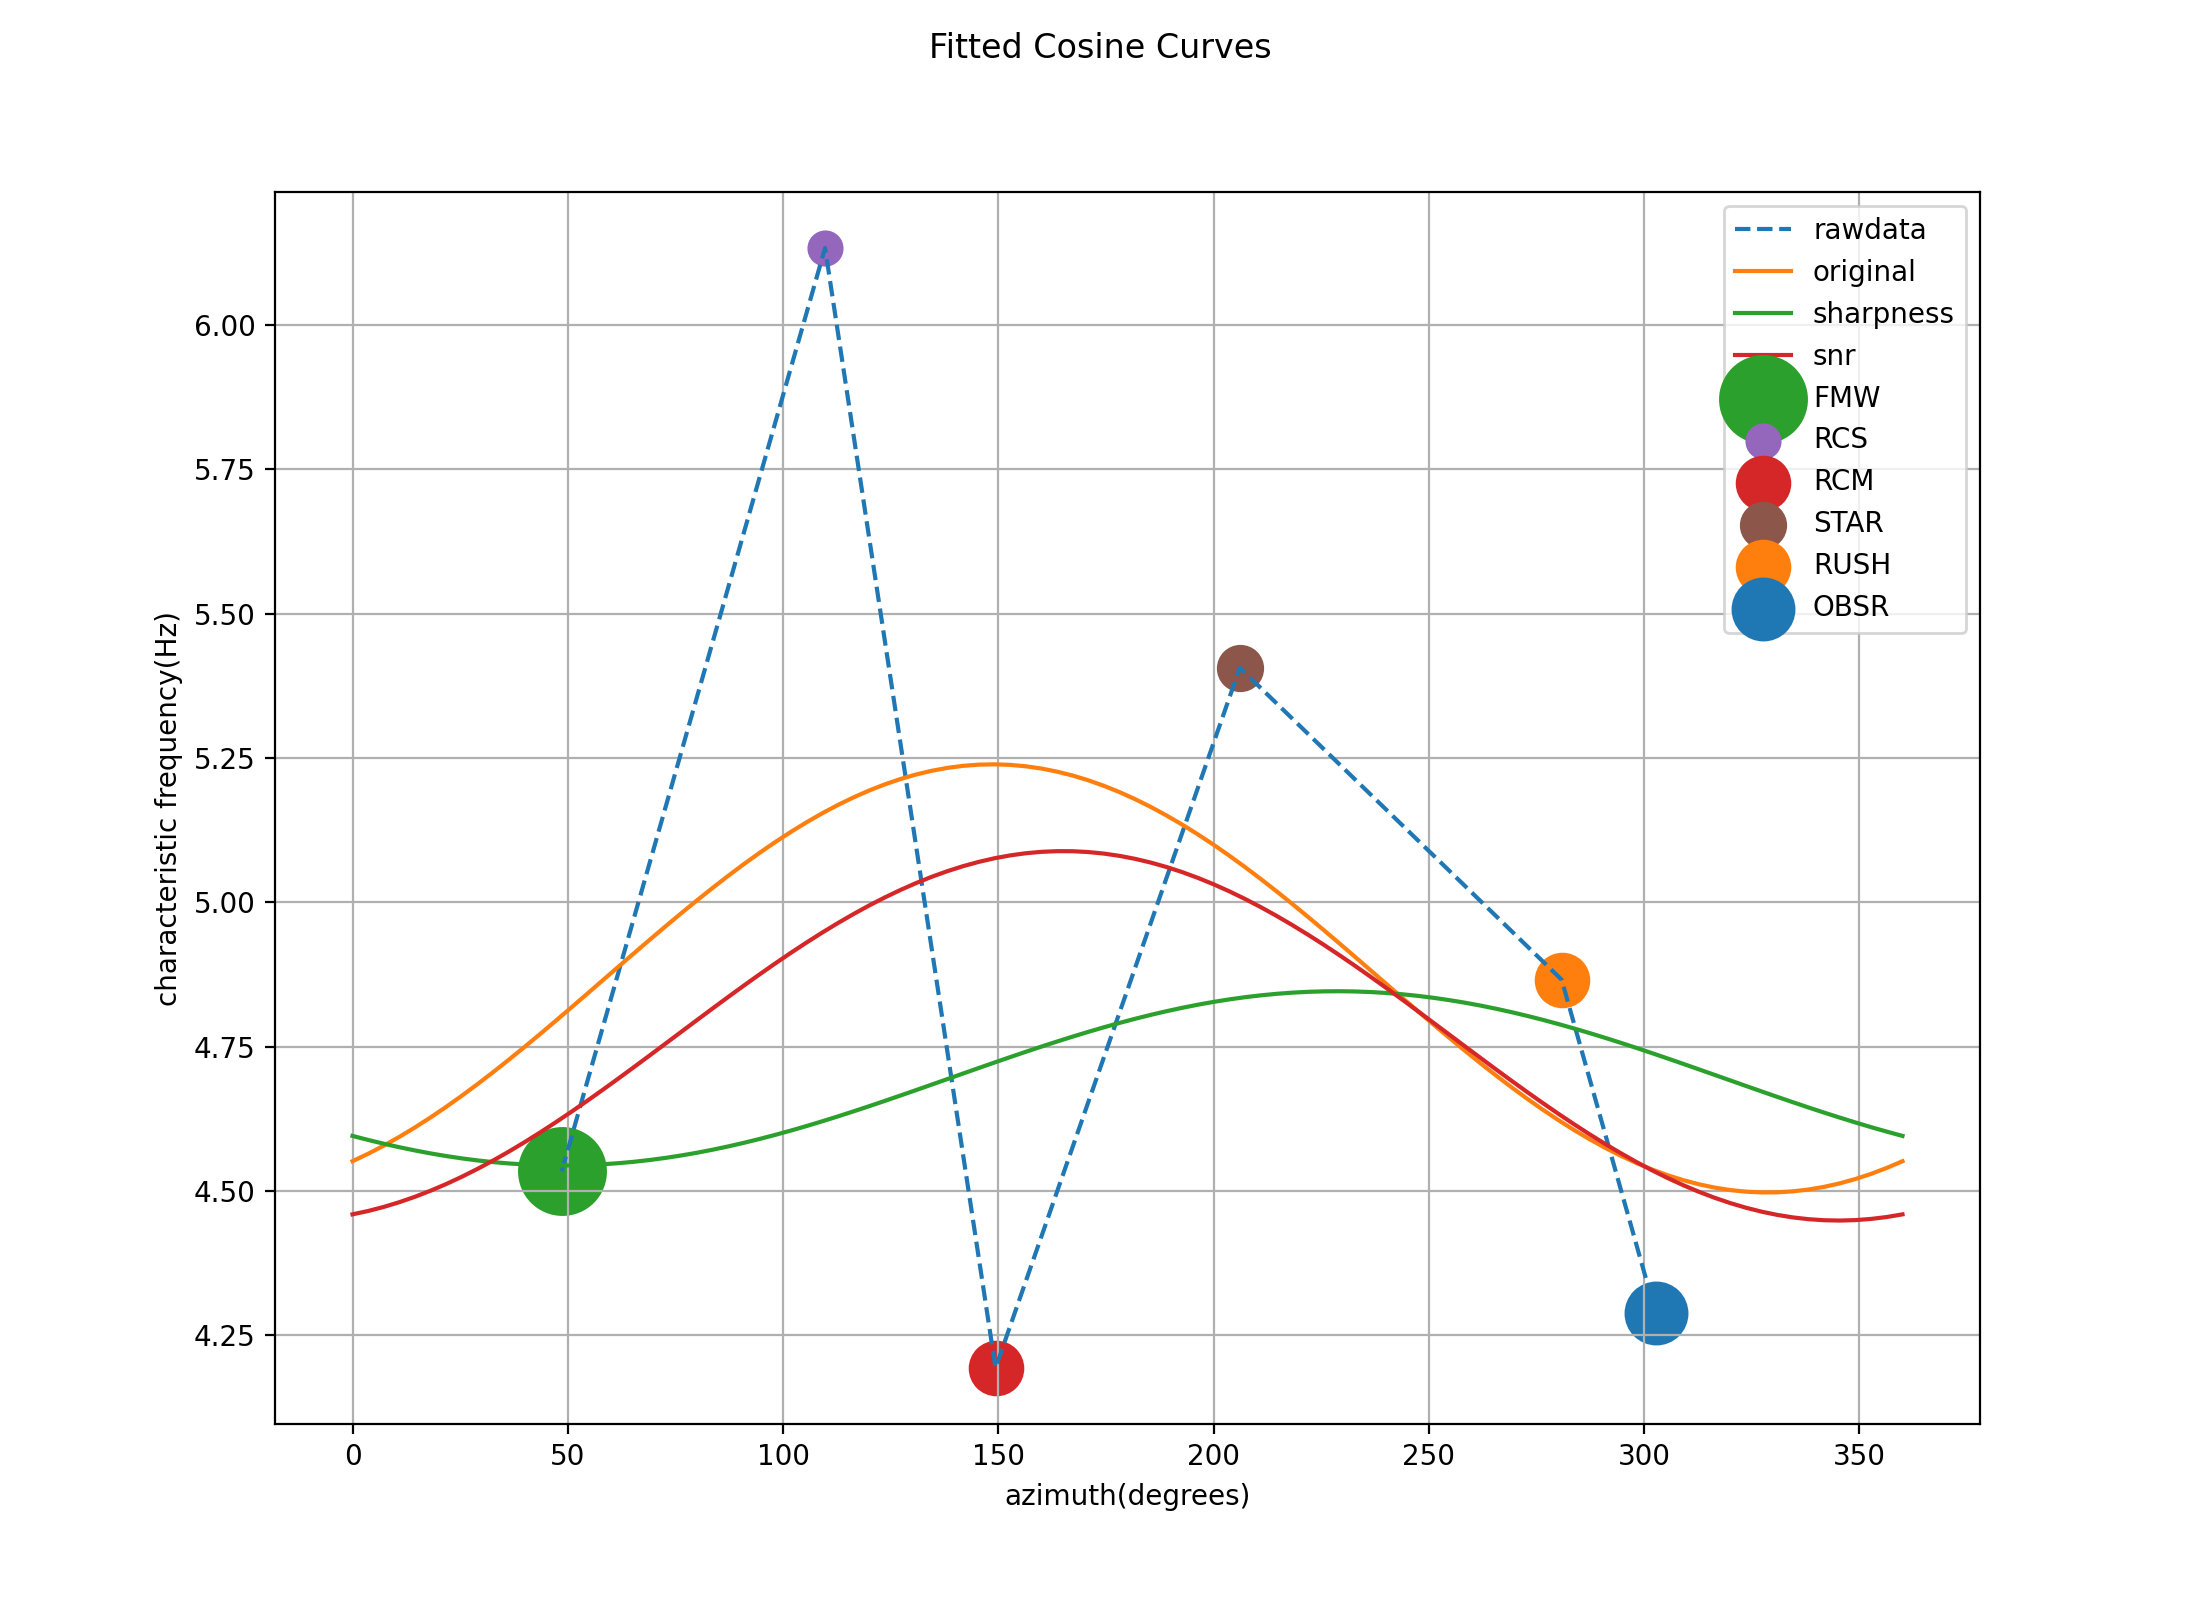 Fitted Cosine Curves
rawdata
original
sharpness
snr
FMW
RCS
RCM
STAR
RUSH
OBSR
characteristic frequency(Hz)
6.00
5.75
5.50
5.25
5.00
4.75
4.50
4.25
0 50 100 150 200 250 300 350
azimuth(degrees)